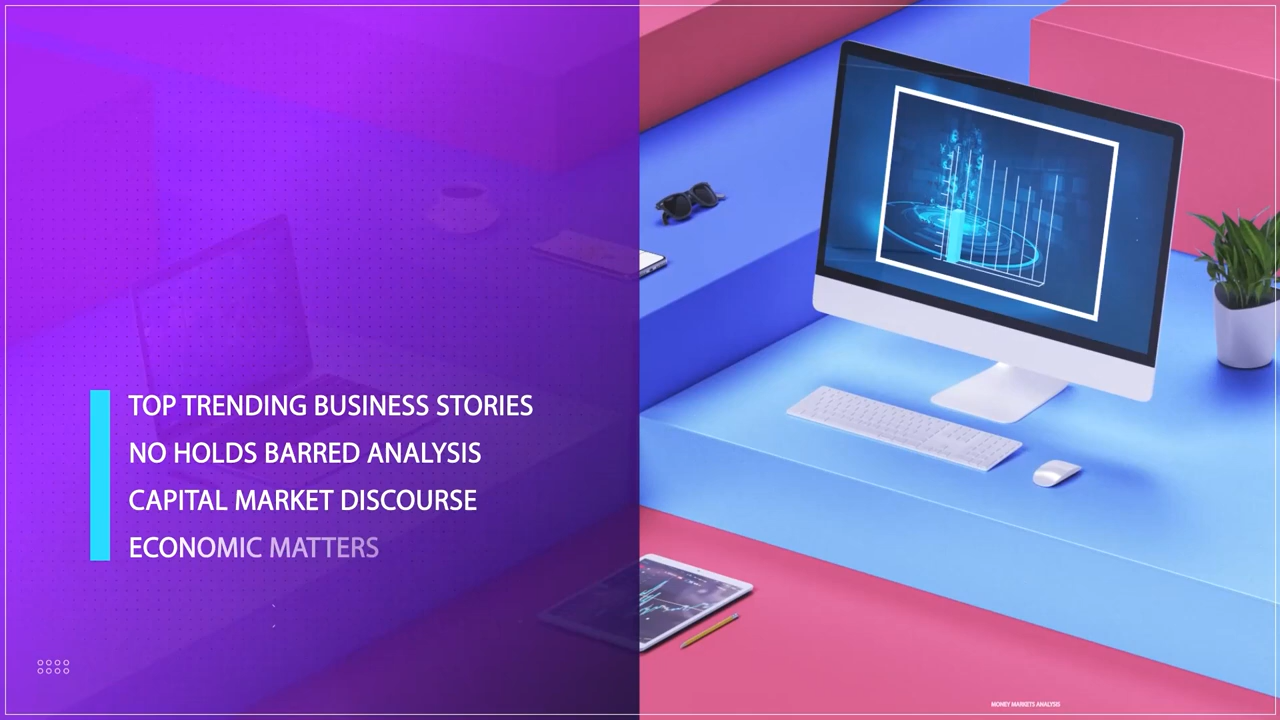 TOP TRENDING BUSINESS STORIES
NO HOLDS BARRED ANALYSIS
CAPITAL MARKET DISCOURSE
ECONOMIC MATTERS
MONEY MARKETS ANALYSIS